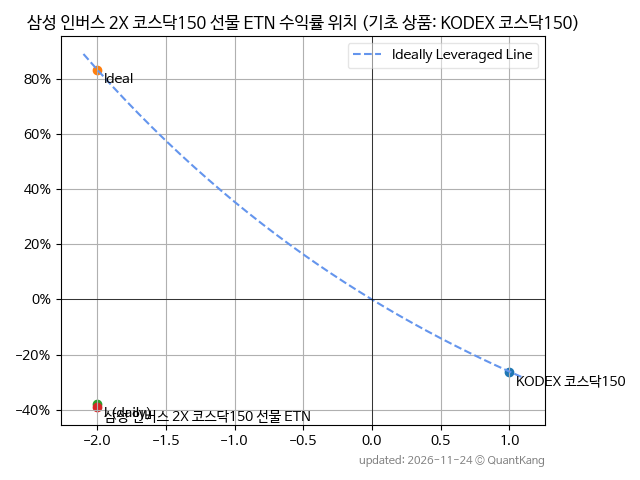 삼성 인버스 2X 코스닥150 선물 ETN 수익률 위치 (기초 상품: KODEX 코스닥150)
Ideally Leveraged Line
80%
60%
40%
20%
0%
−20%
−40%
Ideal
KODEX 코스닥150
삼성 인버스 2X 코스닥150 선물 ETN
−2.0 −1.5 −1.0 −0.5 0.0 0.5 1.0
updated: 2026-11-24 © QuantKang